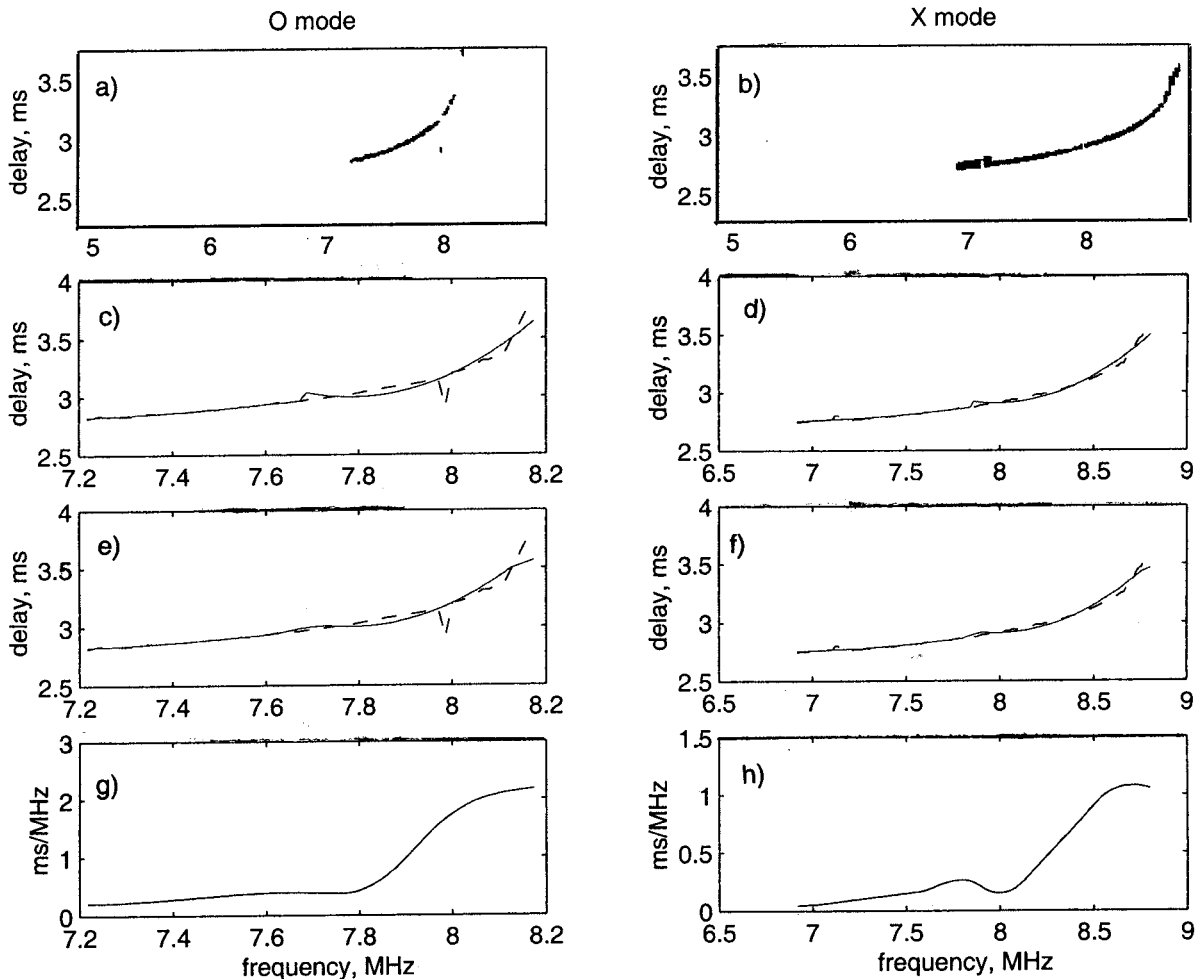 O mode
X mode
a)
delay, ms
3.5
3
2.5
5 6 7 8
b)
delay, ms
3.5
3
2.5
5 6 7 8
c)
delay, ms
4
3.5
3
2.5
7.2 7.4 7.6 7.8 8 8.2
d)
delay, ms
4
3.5
3
2.5
6.5 7 7.5 8 8.5 9
e)
delay, ms
4
3.5
3
2.5
7.2 7.4 7.6 7.8 8 8.2
f)
delay, ms
4
3.5
3
2.5
6.5 7 7.5 8 8.5 9
g)
ms/MHz
3
2
1
0
7.2 7.4 7.6 7.8 8 8.2
frequency, MHz
h)
ms/MHz
1.5
1
0.5
0
6.5 7 7.5 8 8.5 9
frequency, MHz